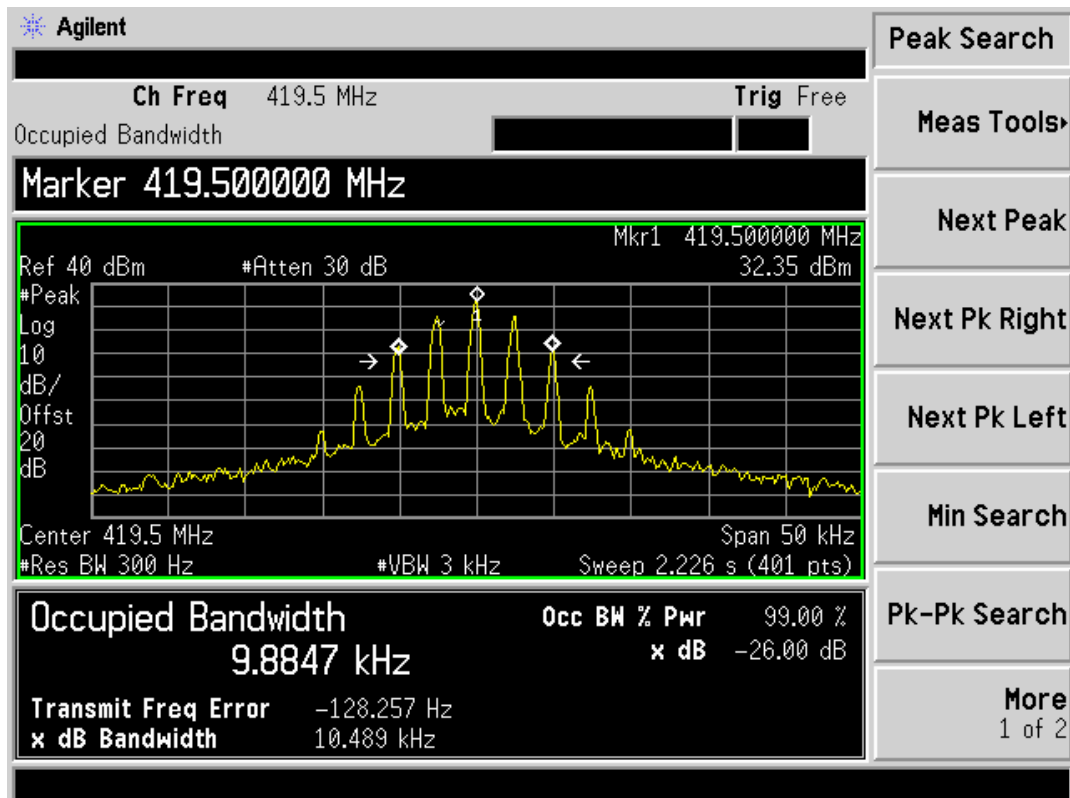 Agilent
Peak Search
Ch Freq 419.5 MHz Trig Free
Occupied Bandwidth
Meas Tools
Marker 419.500000 MHz
Next Peak
Mkr1 419.500000 MHz
Ref 40 dBm #Atten 30 dB 32.35 dBm
#Peak
Log
10
dB/
Offst
20
dB
1
Next Pk Right
Next Pk Left
Center 419.5 MHz Span 50 kHz
#Res BW 300 Hz #VBW 3 kHz Sweep 2.226 s (401 pts)
Min Search
Occupied Bandwidth Occ BW % Pwr 99.00 %
9.8847 kHz x dB -26.00 dB
Pk-Pk Search
Transmit Freq Error -128.257 Hz
x dB Bandwidth 10.489 kHz
More
1 of 2